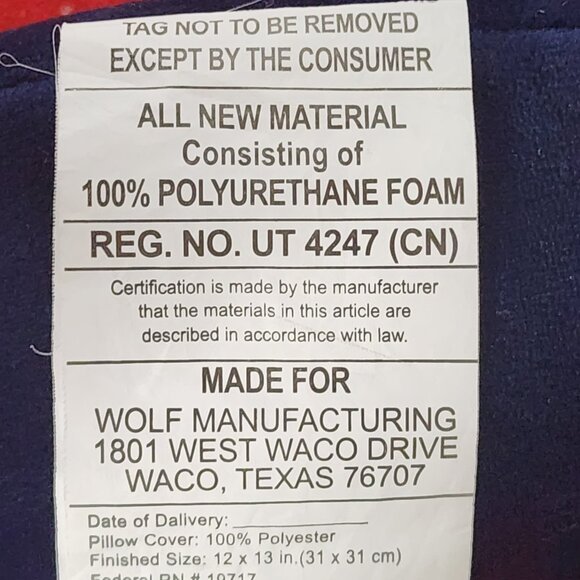 TAG NOT TO BE REMOVED
EXCEPT BY THE CONSUMER
ALL NEW MATERIAL
Consisting of
100% POLYURETHANE FOAM
REG. NO. UT 4247 (CN)
Certification is made by the manufacturer
that the materials in this article are
described in accordance with law.
MADE FOR
WOLF MANUFACTURING
1801 WEST WACO DRIVE
WACO, TEXAS 76707
Date of Dalivery:
Pillow Cover: 100% Polyester
Finished Size: 12 x 13 in.(31 x 31 cm)
Federal RN # 19717